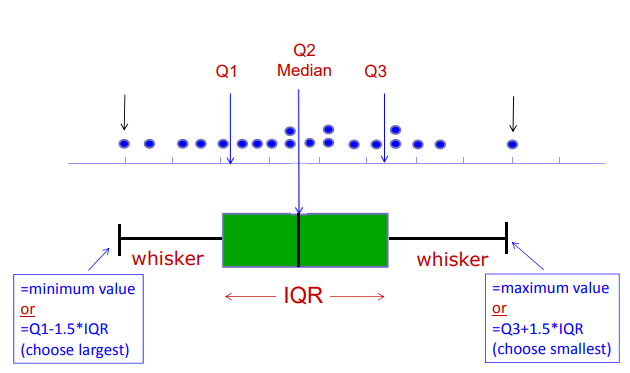 Q2
Median
Q1
Q3
whisker
whisker
IQR
=minimum value
or
=Q1-1.5*IQR
(choose largest)
=maximum value
or
=Q3+1.5*IQR
(choose smallest)